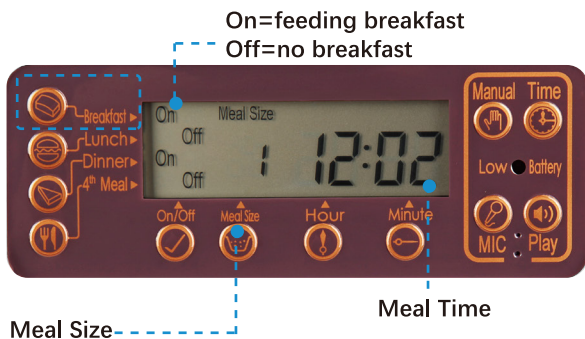 On=feeding breakfast
Off=no breakfast
Manual Time
Breakfast
On Meal Size
Lunch
Off
Dinner
On
1 12:02
4th Meal
Off
Low Battery
On/Off Meal Size Hour Minute
MIC Play
Meal Time
Meal Size